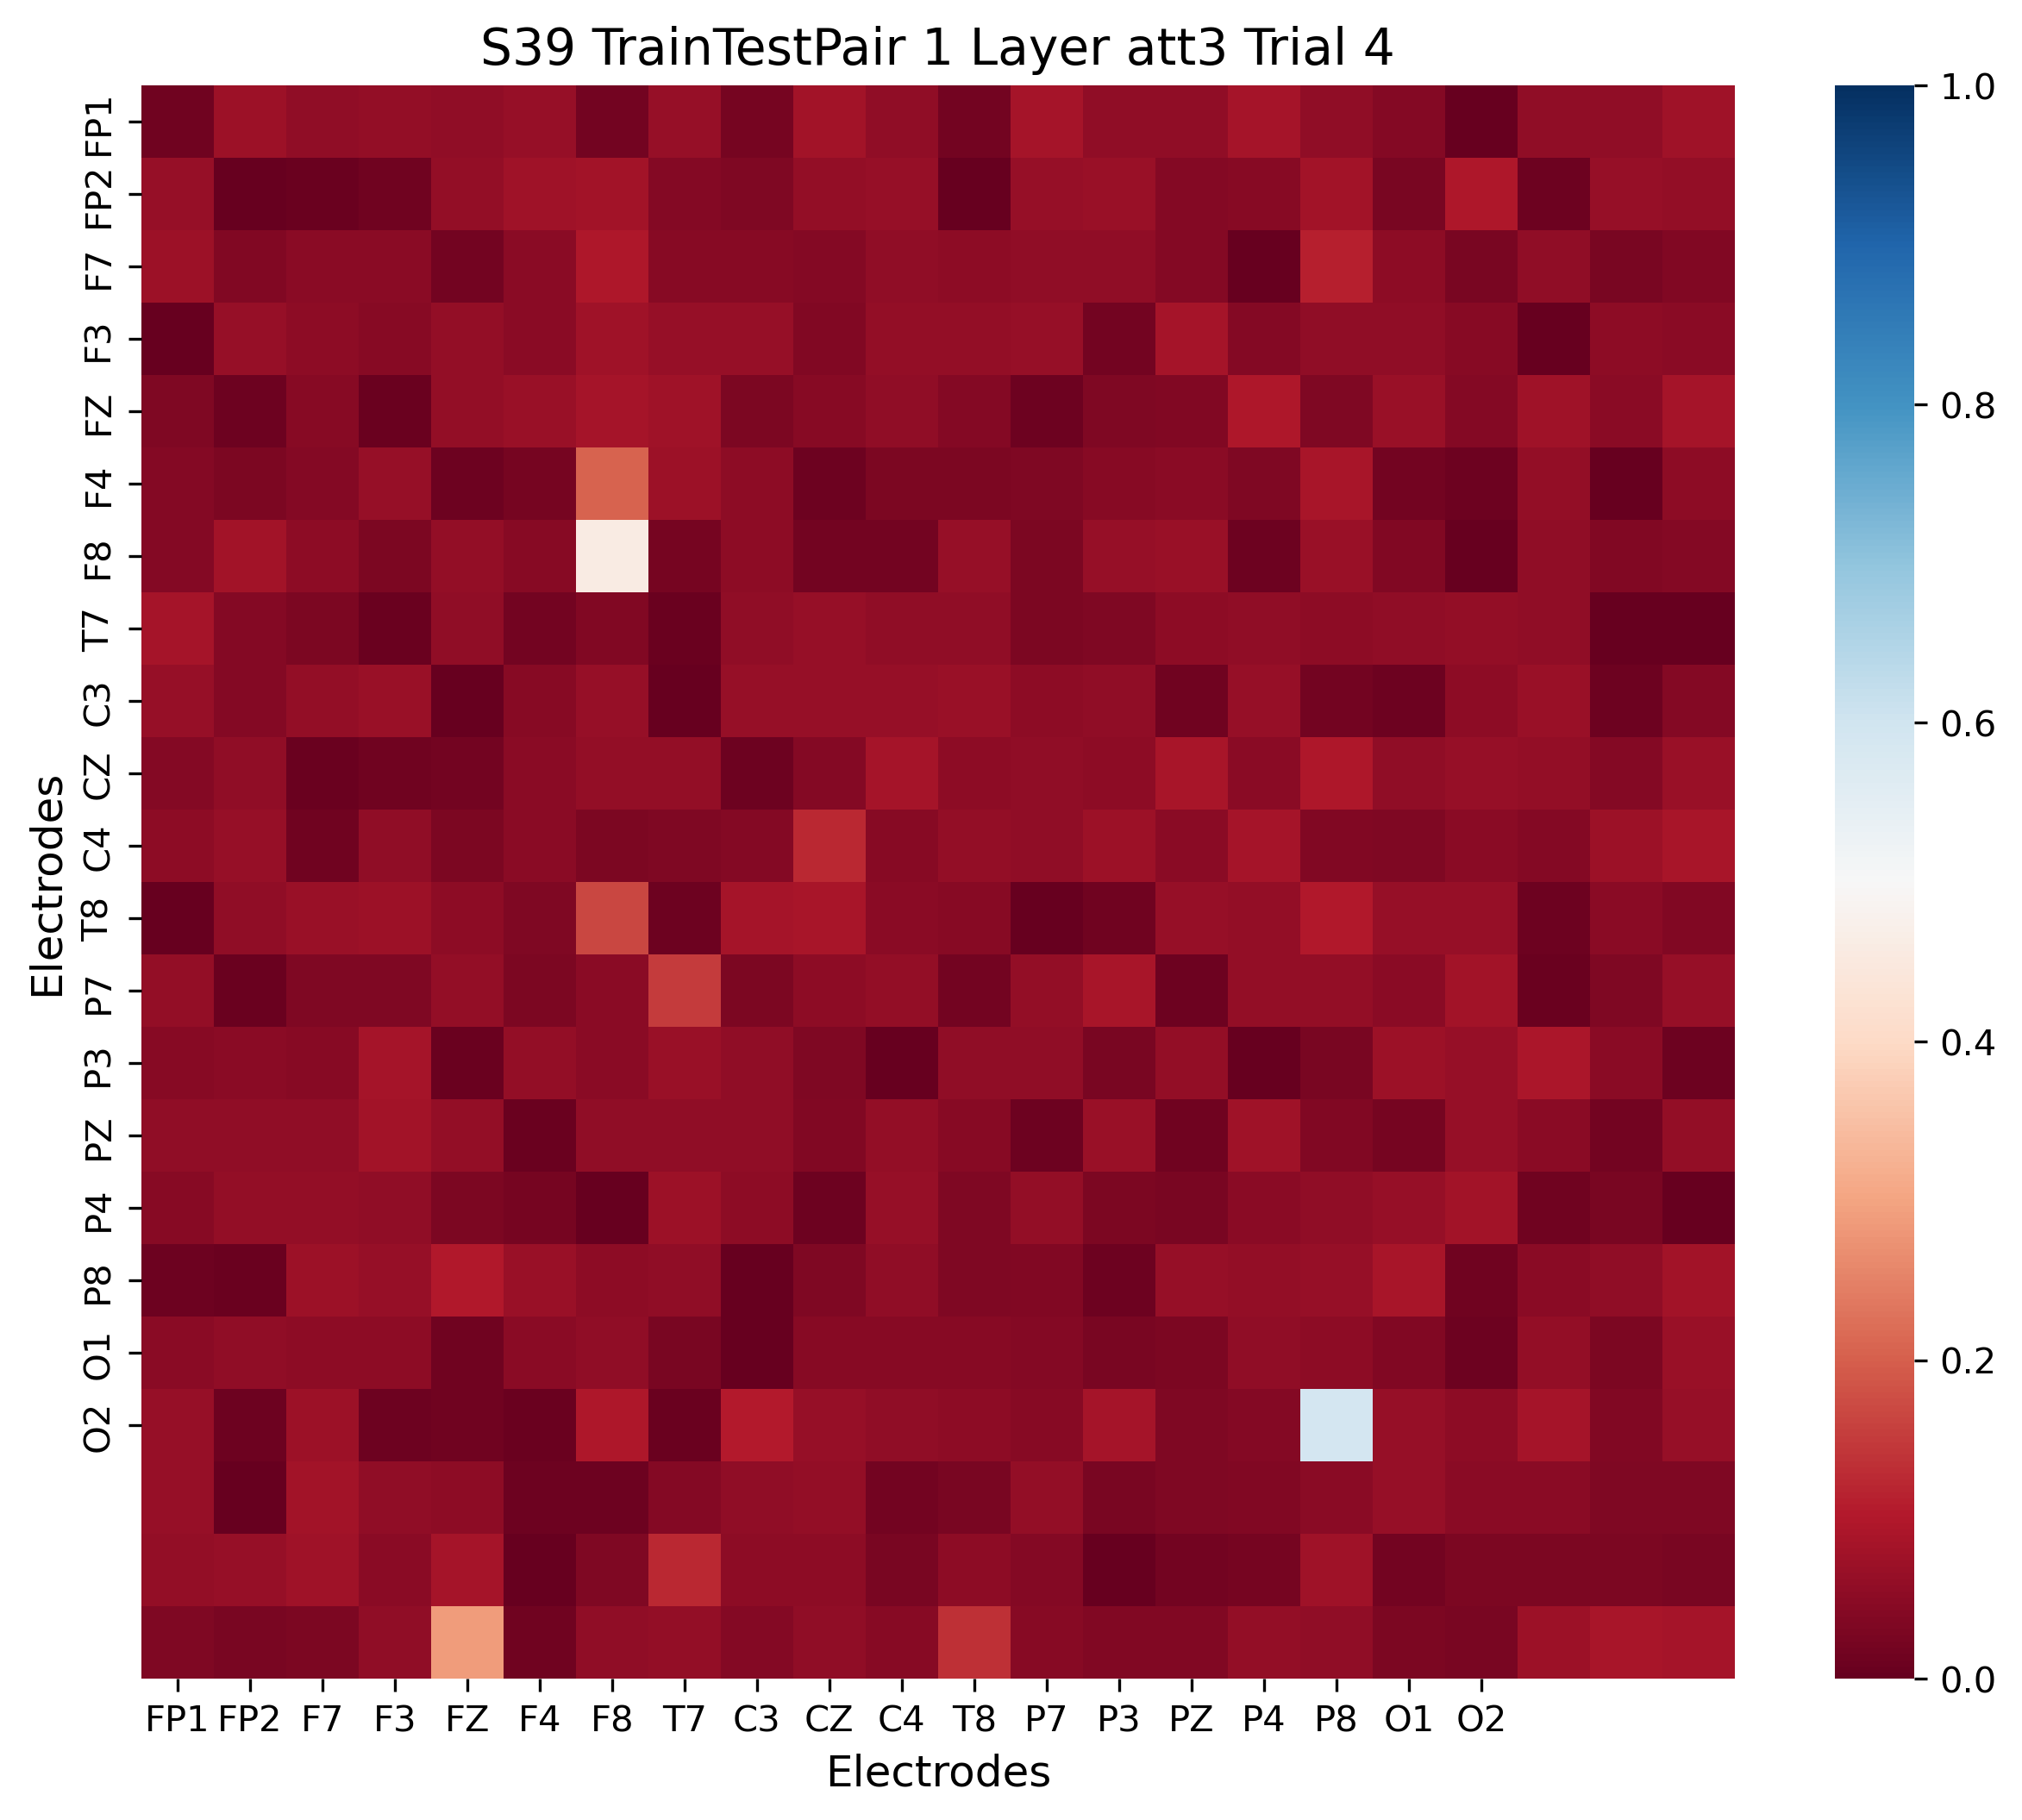 S39 TrainTestPair 1 Layer att3 Trial 4
Electrodes
FP1
FP2
F7
F3
FZ
F4
F8
T7
C3
CZ
C4
T8
P7
P3
PZ
P4
P8
O1
O2
FP1 FP2 F7 F3 FZ F4 F8 T7 C3 CZ C4 T8 P7 P3 PZ P4 P8 O1 O2
Electrodes
1.0
0.8
0.6
0.4
0.2
0.0